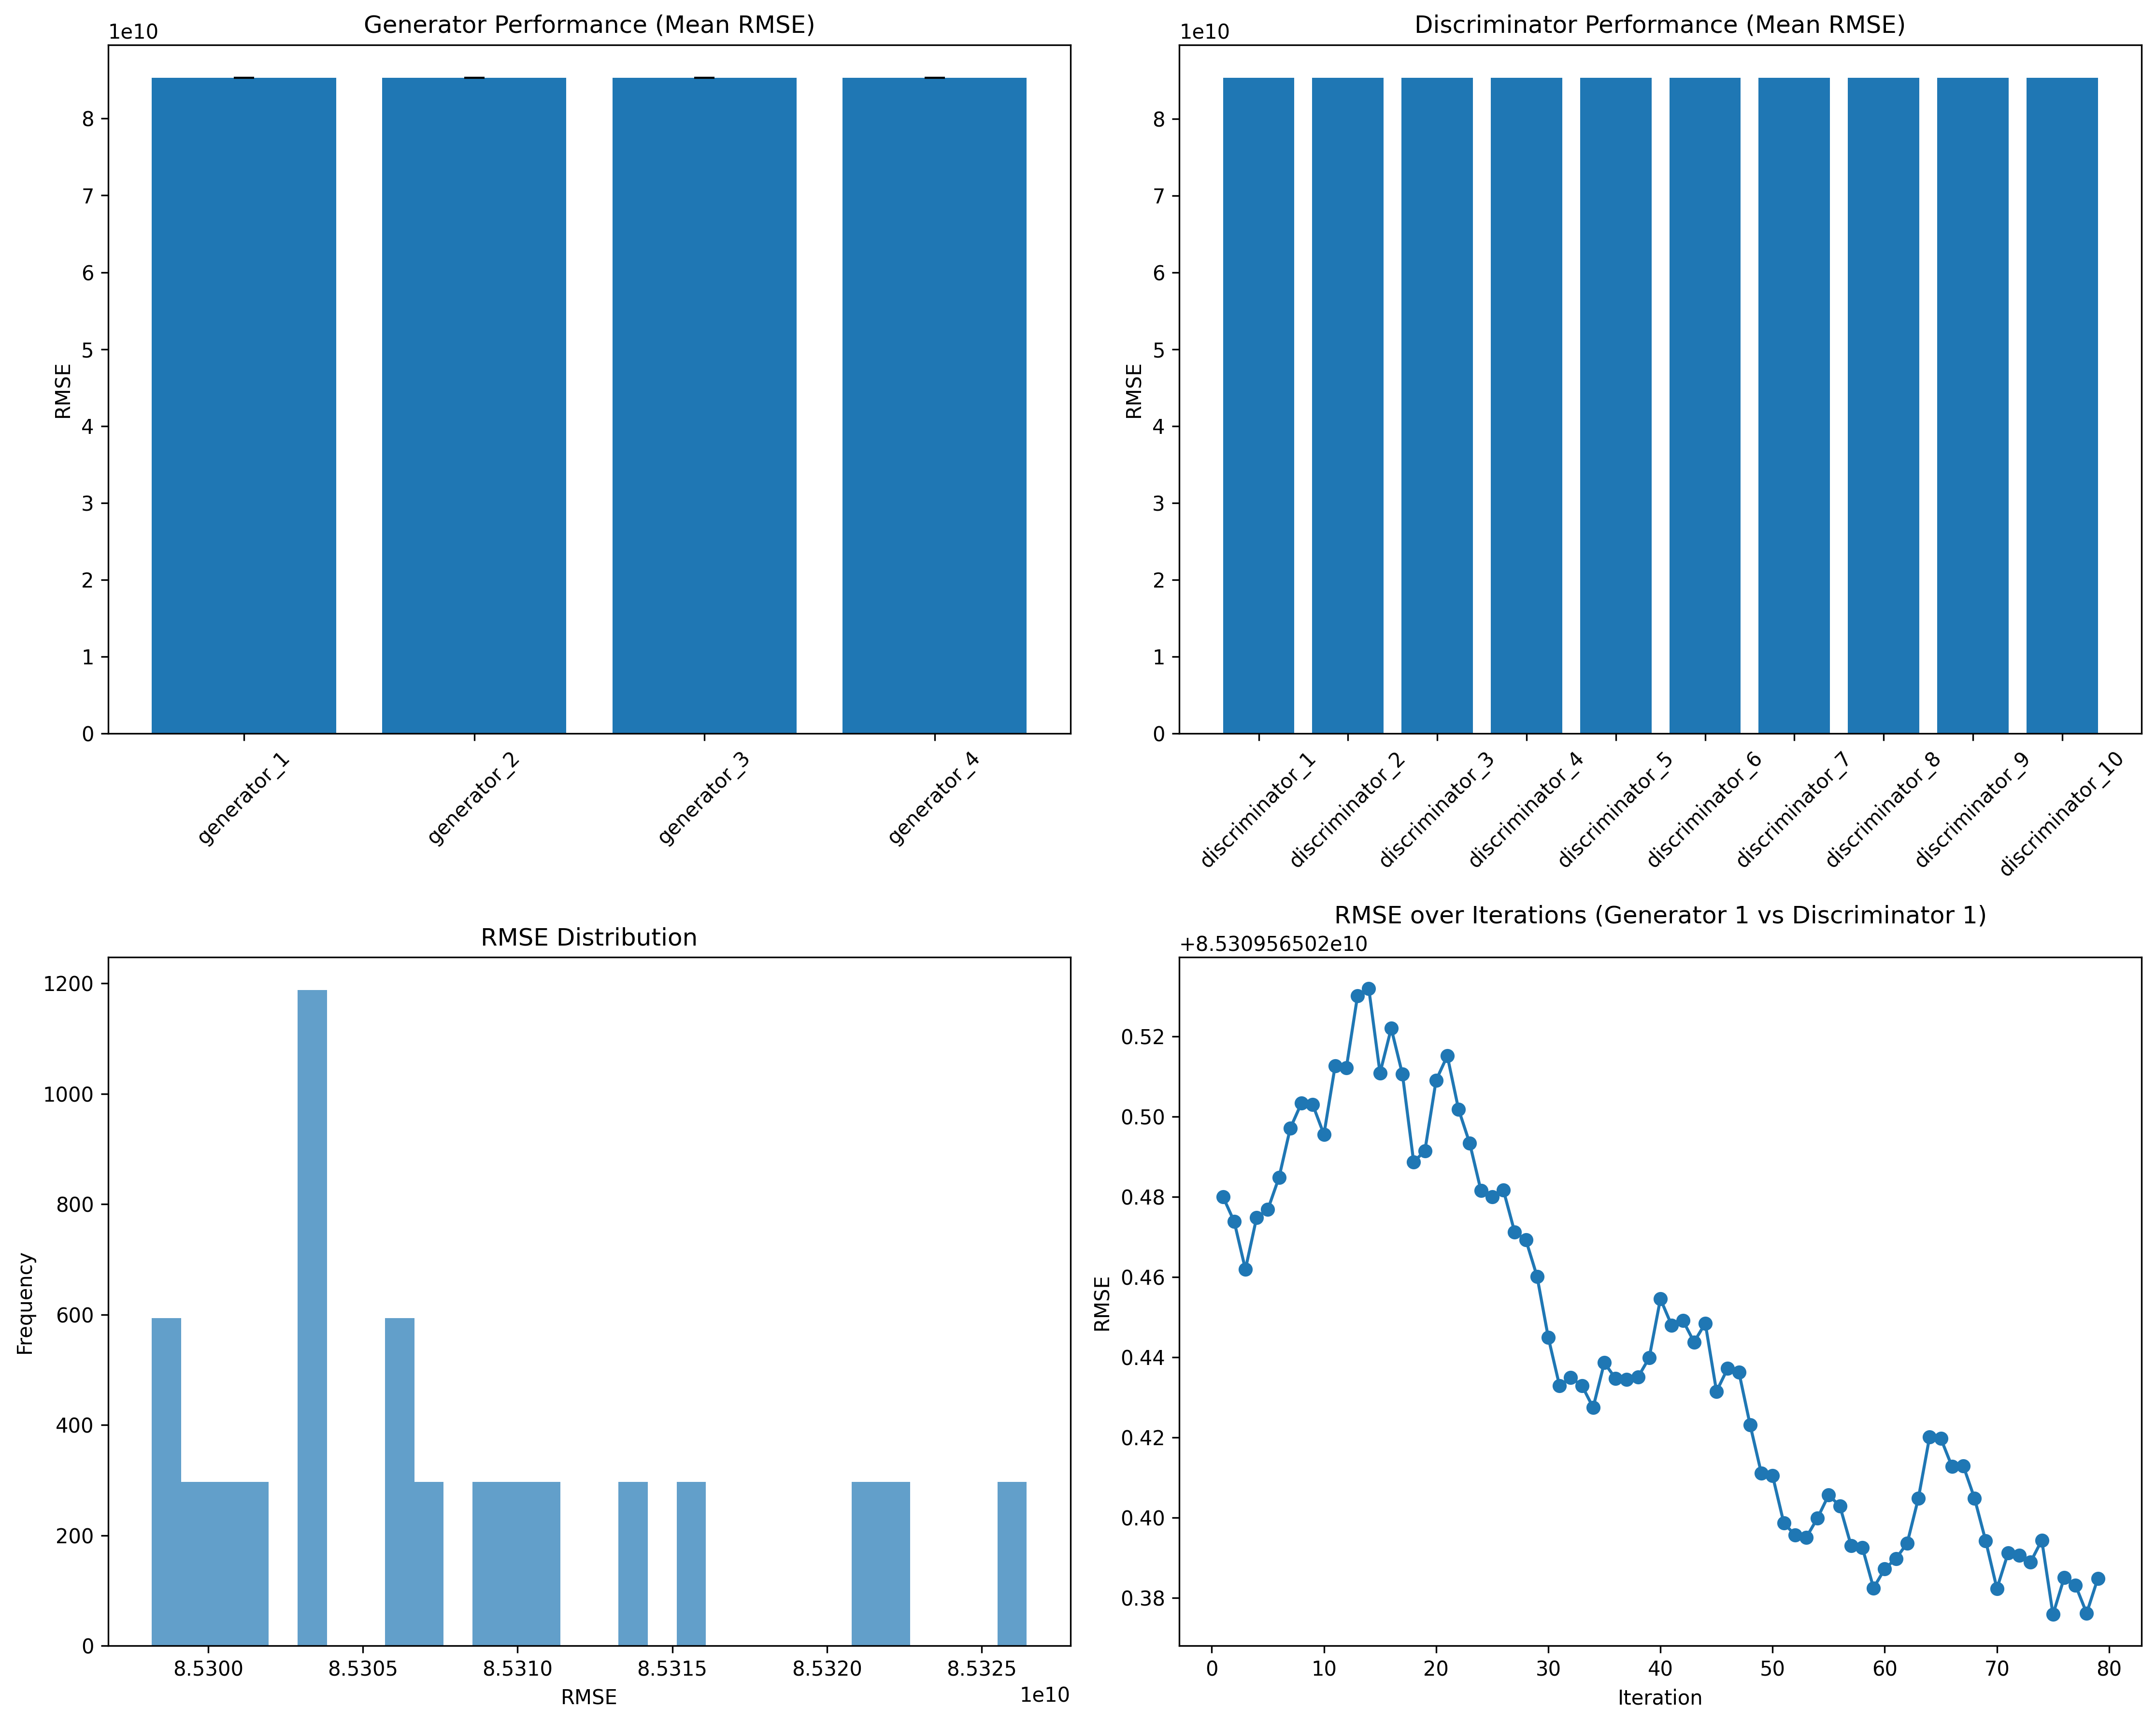 Generator Performance (Mean RMSE)
1e10
8
7
6
5
4
3
2
1
0
RMSE
generator_1
generator_2
generator_3
generator_4
Discriminator Performance (Mean RMSE)
1e10
8
7
6
5
4
3
2
1
0
RMSE
discriminator_1
discriminator_2
discriminator_3
discriminator_4
discriminator_5
discriminator_6
discriminator_7
discriminator_8
discriminator_9
discriminator_10
RMSE Distribution
1200
1000
800
600
400
200
0
Frequency
8.5300 8.5305 8.5310 8.5315 8.5320 8.5325
RMSE
1e10
RMSE over Iterations (Generator 1 vs Discriminator 1)
+8.530956502e10
0.52
0.50
0.48
0.46
0.44
0.42
0.40
0.38
RMSE
0 10 20 30 40 50 60 70 80
Iteration